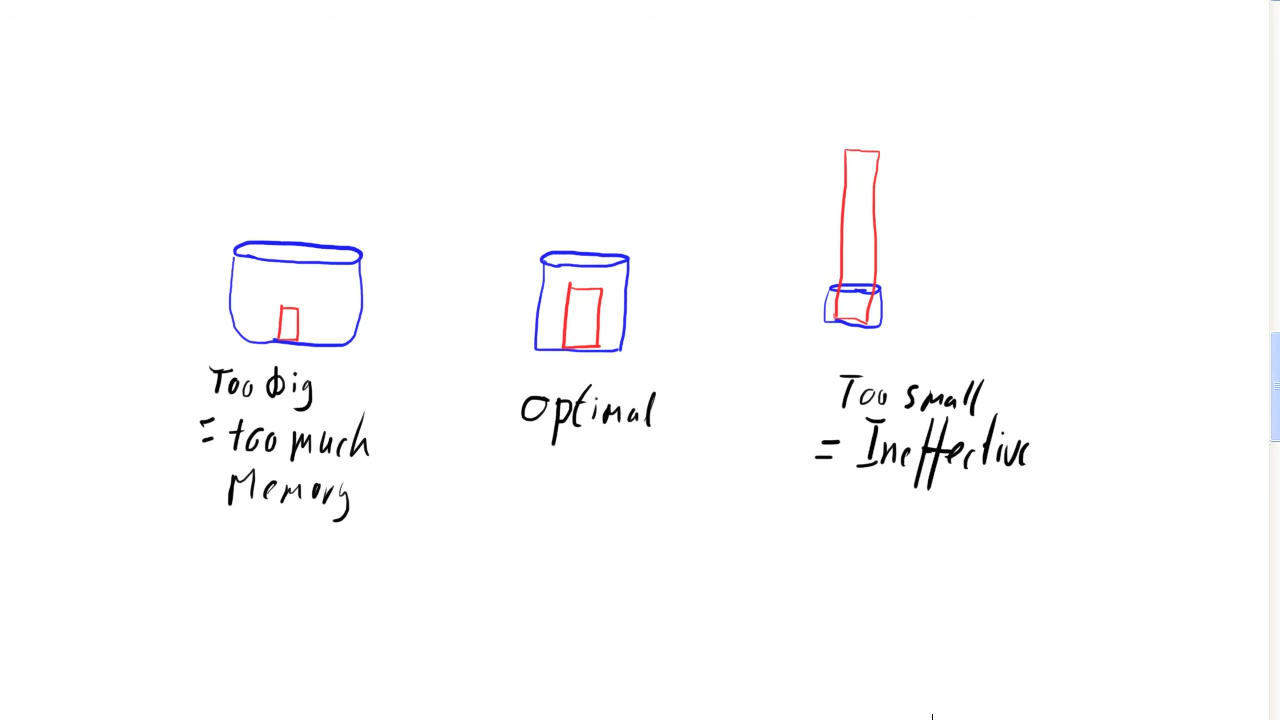 Too big
= too much
Memory
Optimal
Too small
= Ineffective